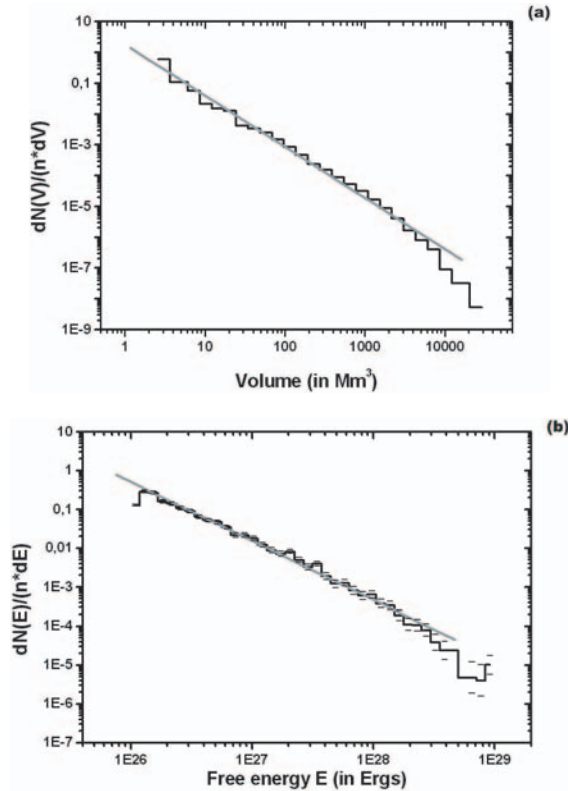 (a)
10
0,1
1E-3
1E-5
1E-7
1E-9
dN(V)/(n*dV)
1 10 100 1000 10000
Volume (in Mm³)
(b)
10
1
0,1
0,01
1E-3
1E-4
1E-5
1E-6
1E-7
dN(E)/(n*dE)
1E26 1E27 1E28 1E29
Free energy E (in Ergs)